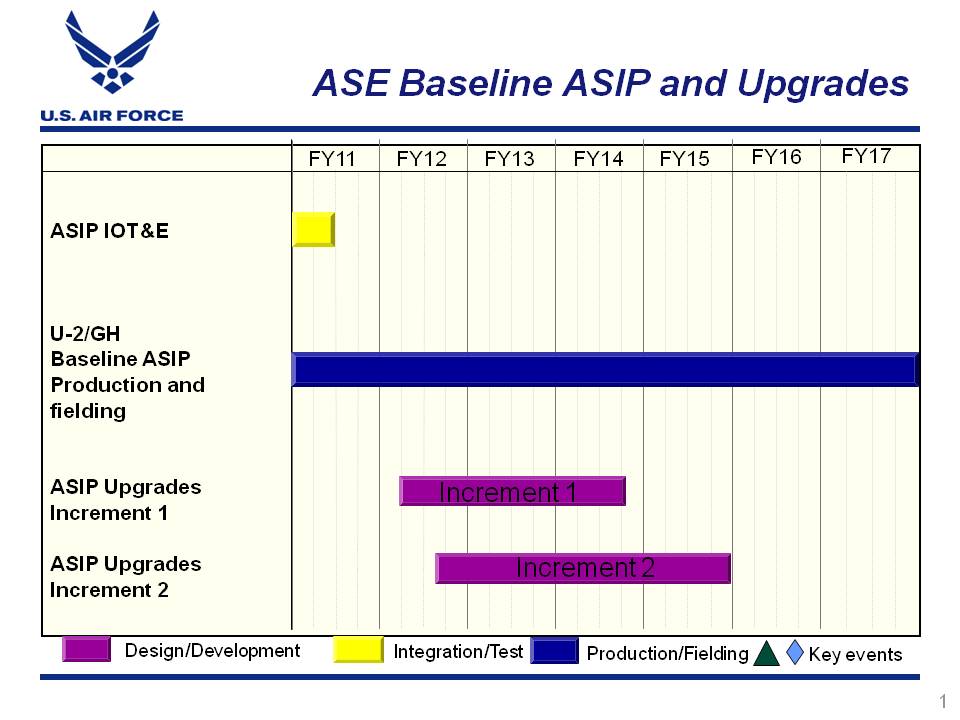 U.S. AIR FORCE
ASE Baseline ASIP and Upgrades
FY11 FY12 FY13 FY14 FY15 FY16 FY17
ASIP IOT&E
U-2/GH
Baseline ASIP
Production and
fielding
ASIP Upgrades
Increment 1
Increment 1
ASIP Upgrades
Increment 2
Increment 2
Design/Development Integration/Test Production/Fielding Key events
1